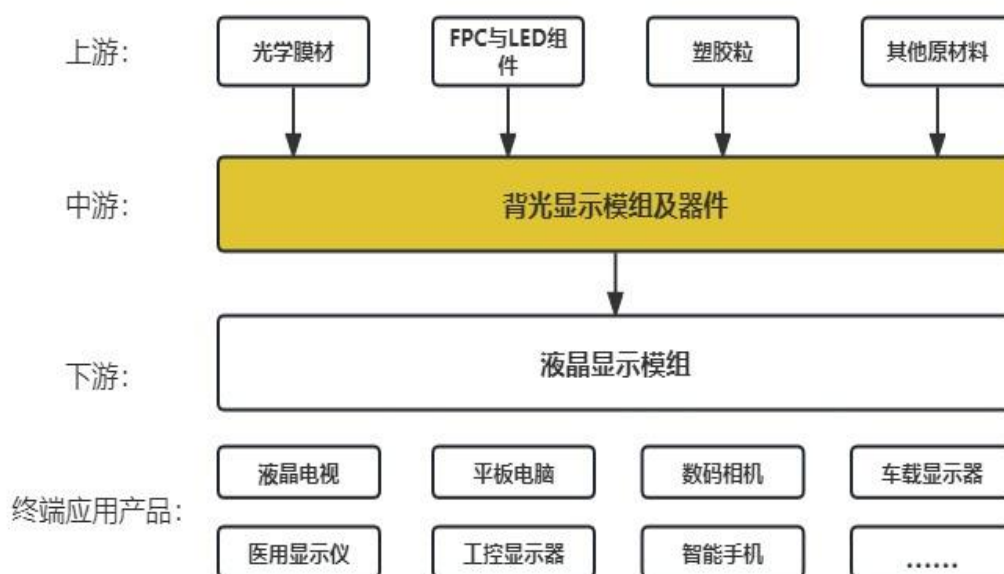 上游：
光学膜材
FPC与LED组
件
塑胶粒
其他原材料
中游：
背光显示模组及器件
下游：
液晶显示模组
终端应用产品：
液晶电视
平板电脑
数码相机
车载显示器
医用显示仪
工控显示器
智能手机
……